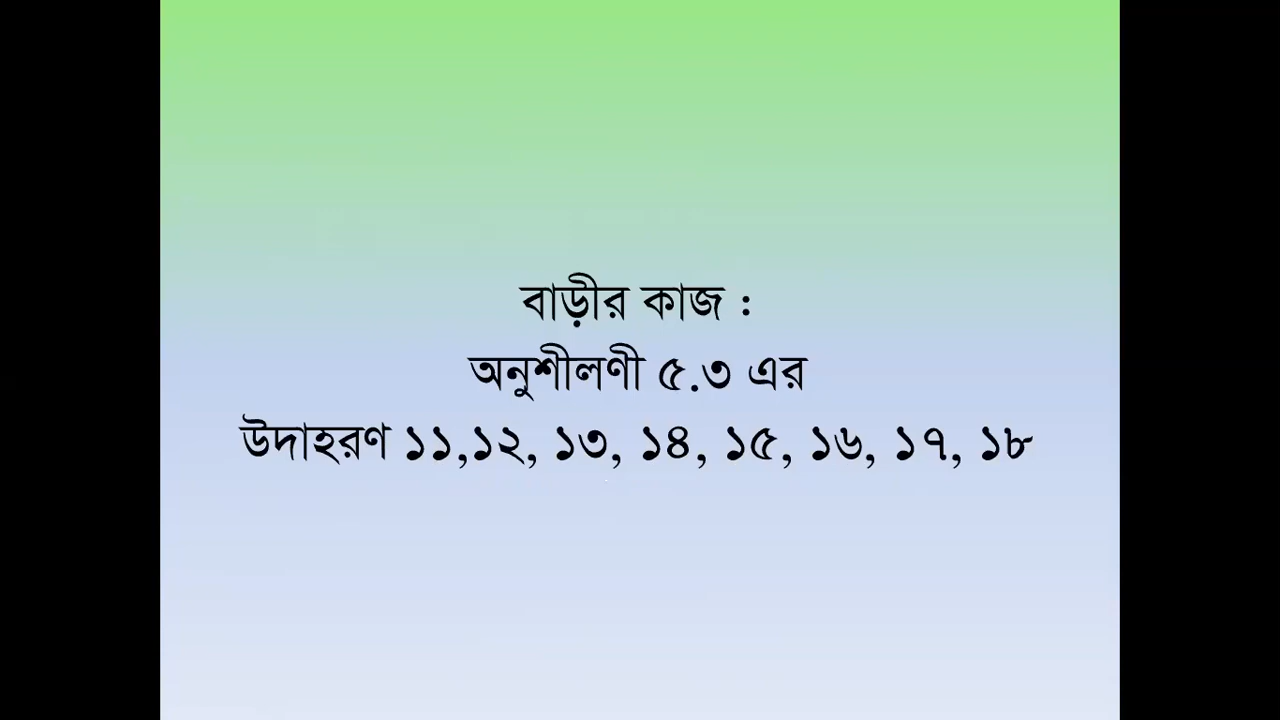 বাড়ীর কাজ :
অনুশীলণী ৫.৩ এর
উদাহরণ ১১,১২, ১৩, ১৪, ১৫, ১৬, ১৭, ১৮